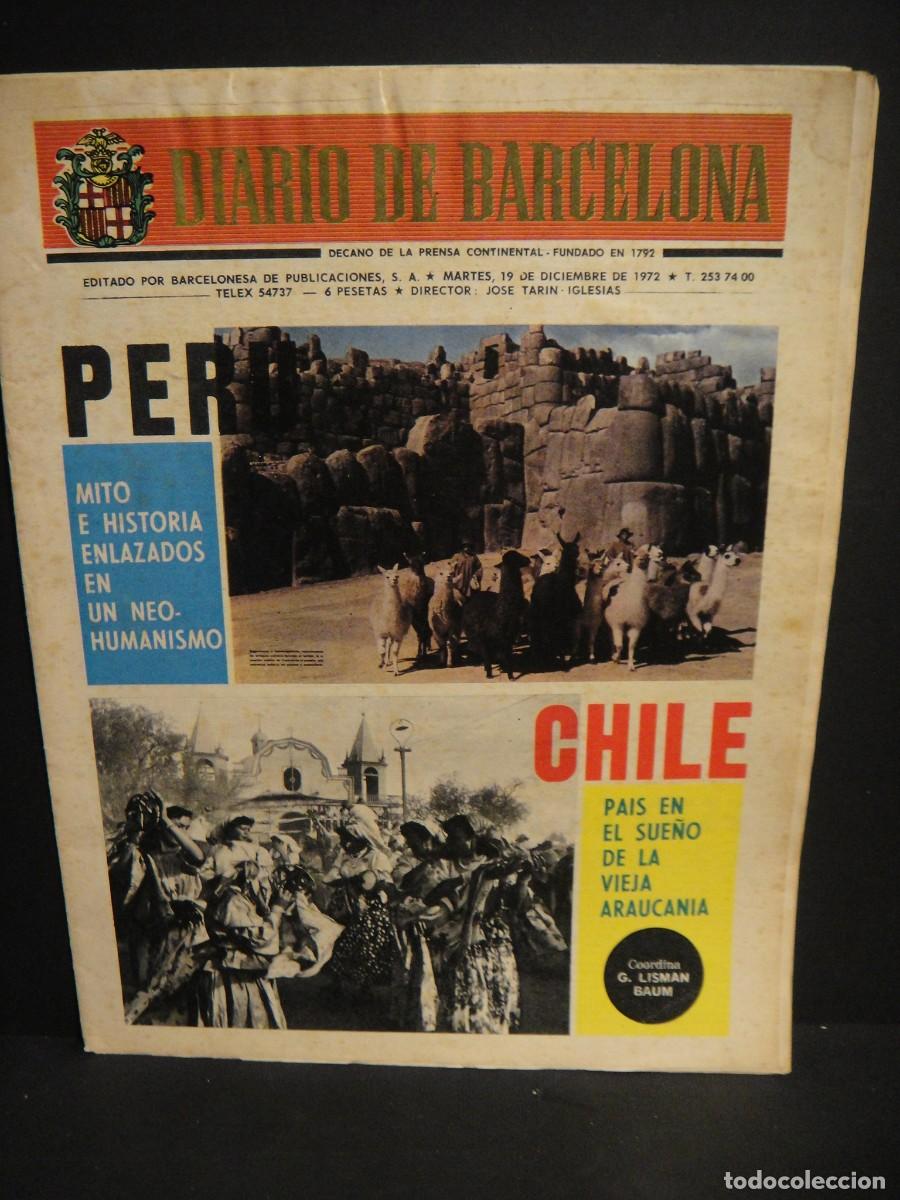 DIARIO DE BARCELONA
DECANO DE LA PRENSA CONTINENTAL - FUNDADO EN 1792
EDITADO POR BARCELONESA DE PUBLICACIONES, S. A. ★ MARTES, 19 DE DICIEMBRE DE 1972 ★ T. 253 74 00
TELEX 54737 — 6 PESETAS ★ DIRECTOR: JOSE TARIN - IGLESIAS
PERU
MITO
E HISTORIA
ENLAZADOS
EN
UN NEO-
HUMANISMO
CHILE
PAIS EN
EL SUEÑO
DE LA
VIEJA
ARAUCANIA
Coordina
G. LISMAN
BAUM
todocoleccion